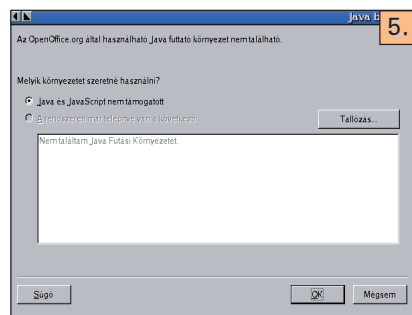 Java b
5.
Az OpenOffice.org által használható Java futtató környezet nem található.
Melyik környezetet szeretné használni?
Java és JavaScript nem támogatott
A rendszeren már telepítve van a következő:
Tallózás...
Nem találtam Java Futási Környezetet.
Súgó
OK
Mégsem